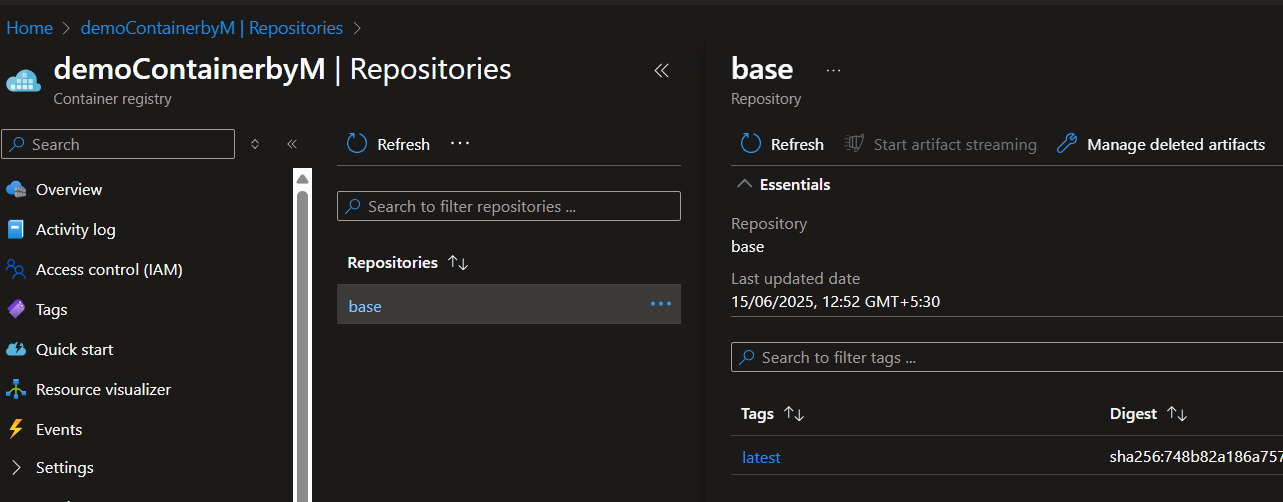 Home > demoContainerbyM | Repositories >
demoContainerbyM | Repositories
Container registry
Search
Overview
Activity log
Access control (IAM)
Tags
Quick start
Resource visualizer
Events
Settings
Refresh
Search to filter repositories ...
Repositories
base
base
Repository
Refresh
Start artifact streaming
Manage deleted artifacts
Essentials
Repository
base
Last updated date
15/06/2025, 12:52 GMT+5:30
Search to filter tags ...
Tags Digest
latest sha256:748b82a186a757